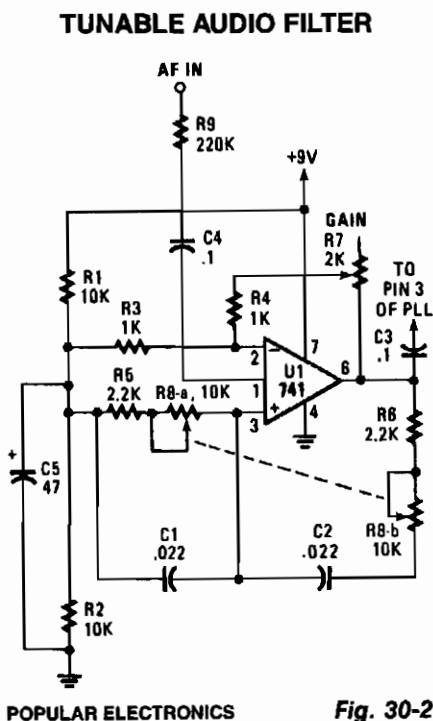 TUNABLE AUDIO FILTER
AF IN
R9
220K
+9V
GAIN
R7
2K
TO
PIN 3
OF PLL
C4
.1
R1
10K
R3
1K
R4
1K
C3
.1
2
7
U1
741
6
1
3
4
R5
2.2K
R8-a, 10K
R6
2.2K
C5
47
R8-b
10K
C1
.022
C2
.022
R2
10K
POPULAR ELECTRONICS
Fig. 30-2